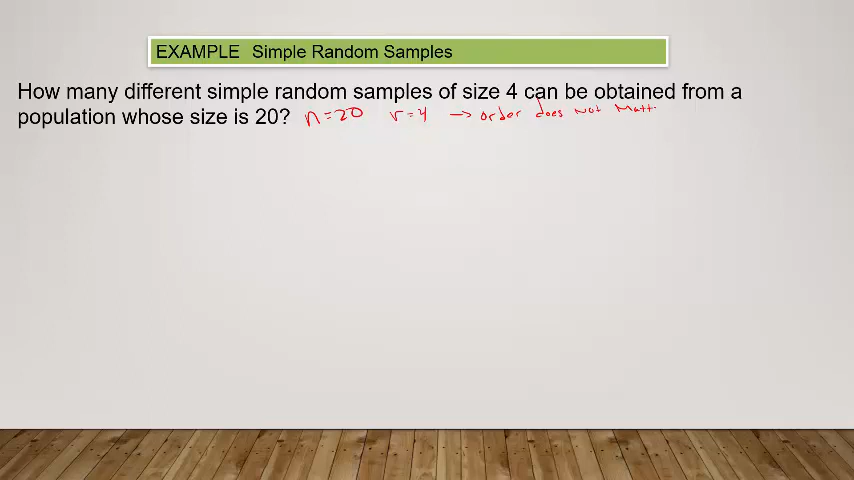 EXAMPLE Simple Random Samples
How many different simple random samples of size 4 can be obtained from a
population whose size is 20? n=20 r=4 → order does not Matt